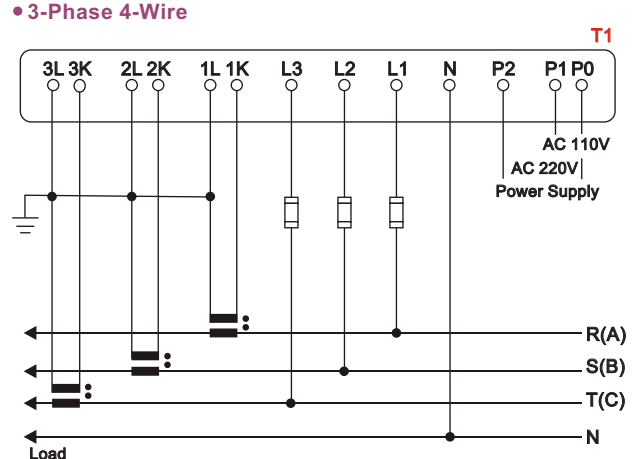 3-Phase 4-Wire
T1
3L 3K 2L 2K 1L 1K L3 L2 L1 N P2 P1 P0
AC 110V
AC 220V
Power Supply
R(A)
S(B)
T(C)
N
Load